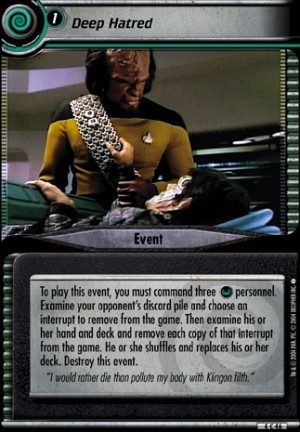 1
Deep Hatred
Event
To play this event, you must command three personnel.
Examine your opponent's discard pile and choose an
interrupt to remove from the game. Then examine his or
her hand and deck and remove each copy of that interrupt
from the game. He or she shuffles and replaces his or her
deck. Destroy this event.
"I would rather die than pollute my body with Klingon filth."